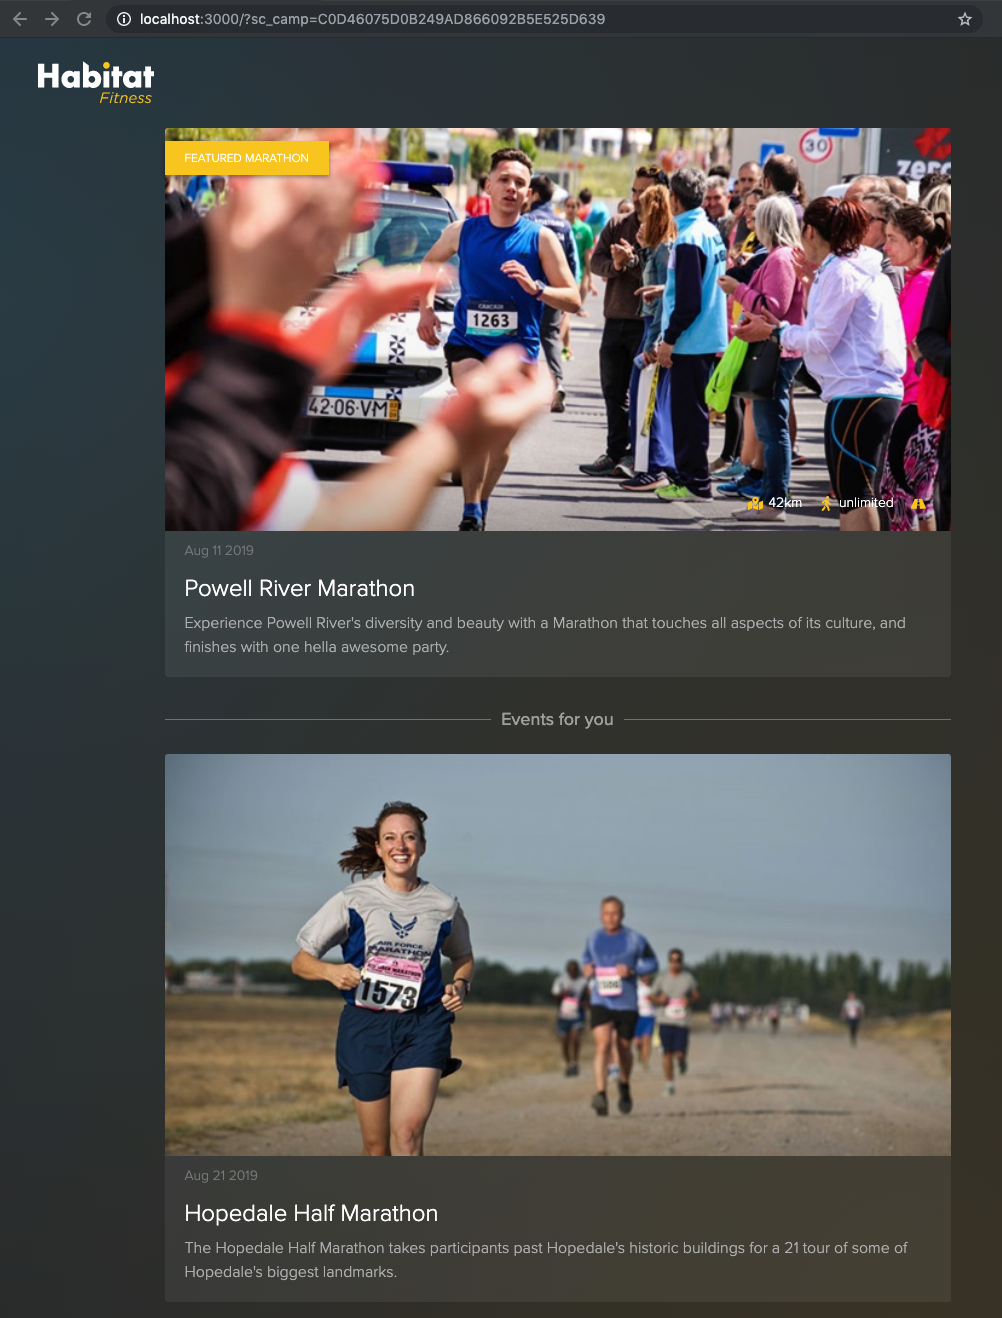 localhost:3000/?sc_camp=C0D46075D0B249AD866092B5E525D639
Habitat
Fitness
FEATURED MARATHON
30
zero
1263
42-06-VM
42km unlimited
Aug 11 2019
Powell River Marathon
Experience Powell River's diversity and beauty with a Marathon that touches all aspects of its culture, and
finishes with one hella awesome party.
Events for you
AIR FORCE
MARATHON
1573
Aug 21 2019
Hopedale Half Marathon
The Hopedale Half Marathon takes participants past Hopedale's historic buildings for a 21 tour of some of
Hopedale's biggest landmarks.